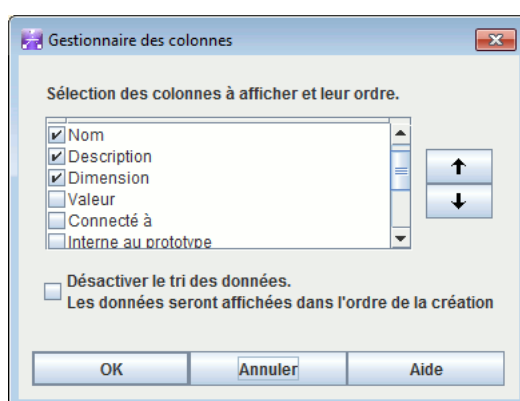 Gestionnaire des colonnes
Sélection des colonnes à afficher et leur ordre.
Nom
Description
Dimension
Valeur
Connecté à
Interne au prototype
Désactiver le tri des données.
Les données seront affichées dans l'ordre de la création
OK
Annuler
Aide